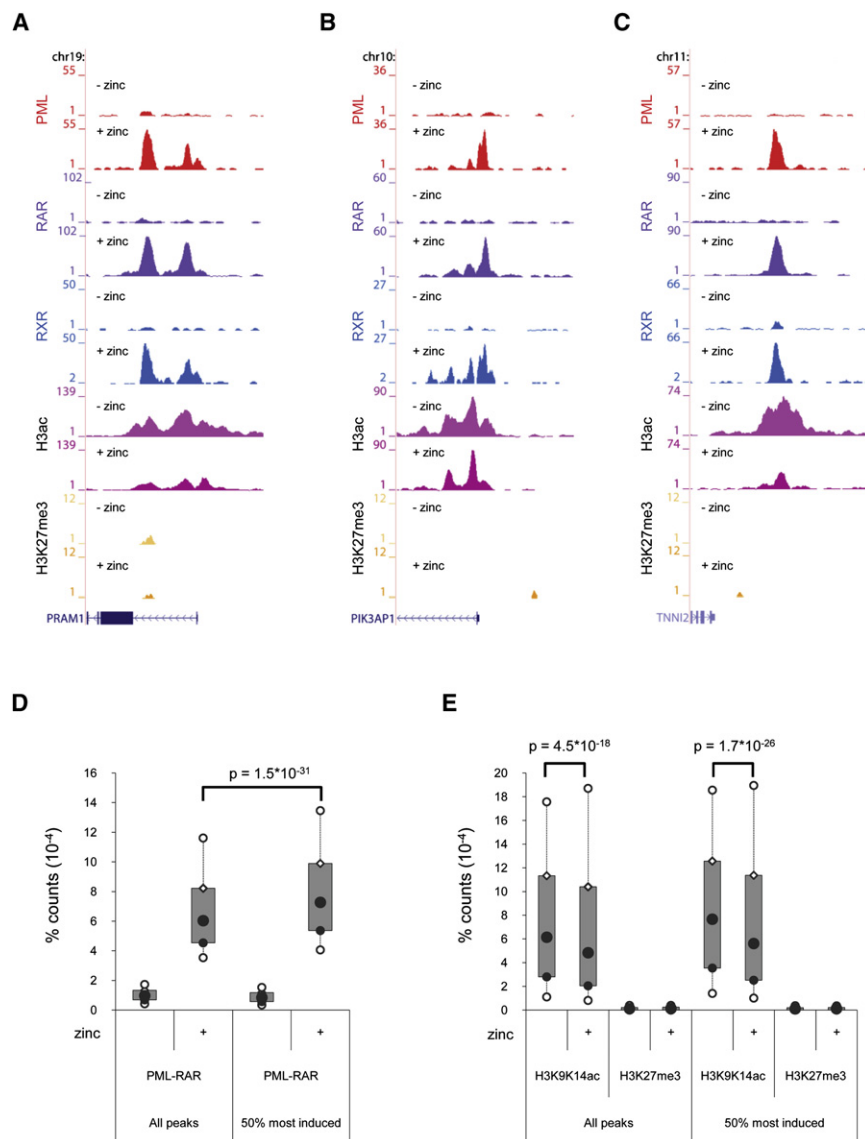 A
B
C
chr19:
55
- zinc
PML
1
55
+ zinc
1
102
- zinc
RAR
1
102
+ zinc
1
50
- zinc
RXR
1
50
+ zinc
2
139
- zinc
H3ac
1
139
+ zinc
1
12
- zinc
H3K27me3
1
12
+ zinc
1
PRAM1
chr10:
36
- zinc
PML
1
36
+ zinc
1
60
- zinc
RAR
1
60
+ zinc
1
27
- zinc
RXR
1
27
+ zinc
2
90
- zinc
H3ac
1
90
+ zinc
1
12
- zinc
H3K27me3
1
12
+ zinc
1
PIK3AP1
chr11:
57
- zinc
PML
1
57
+ zinc
1
90
- zinc
RAR
1
90
+ zinc
1
66
- zinc
RXR
1
66
+ zinc
2
74
- zinc
H3ac
1
74
+ zinc
1
12
- zinc
H3K27me3
1
12
+ zinc
1
TNNI2
D
p = 1.5*10-31
% counts (10-4)
16
14
12
10
8
6
4
2
0
zinc + +
PML-RAR PML-RAR
All peaks 50% most induced
E
p = 4.5*10-18 p = 1.7*10-26
% counts (10-4)
20
18
16
14
12
10
8
6
4
2
0
+ + + +
H3K9K14ac H3K27me3 H3K9K14ac H3K27me3
All peaks 50% most induced